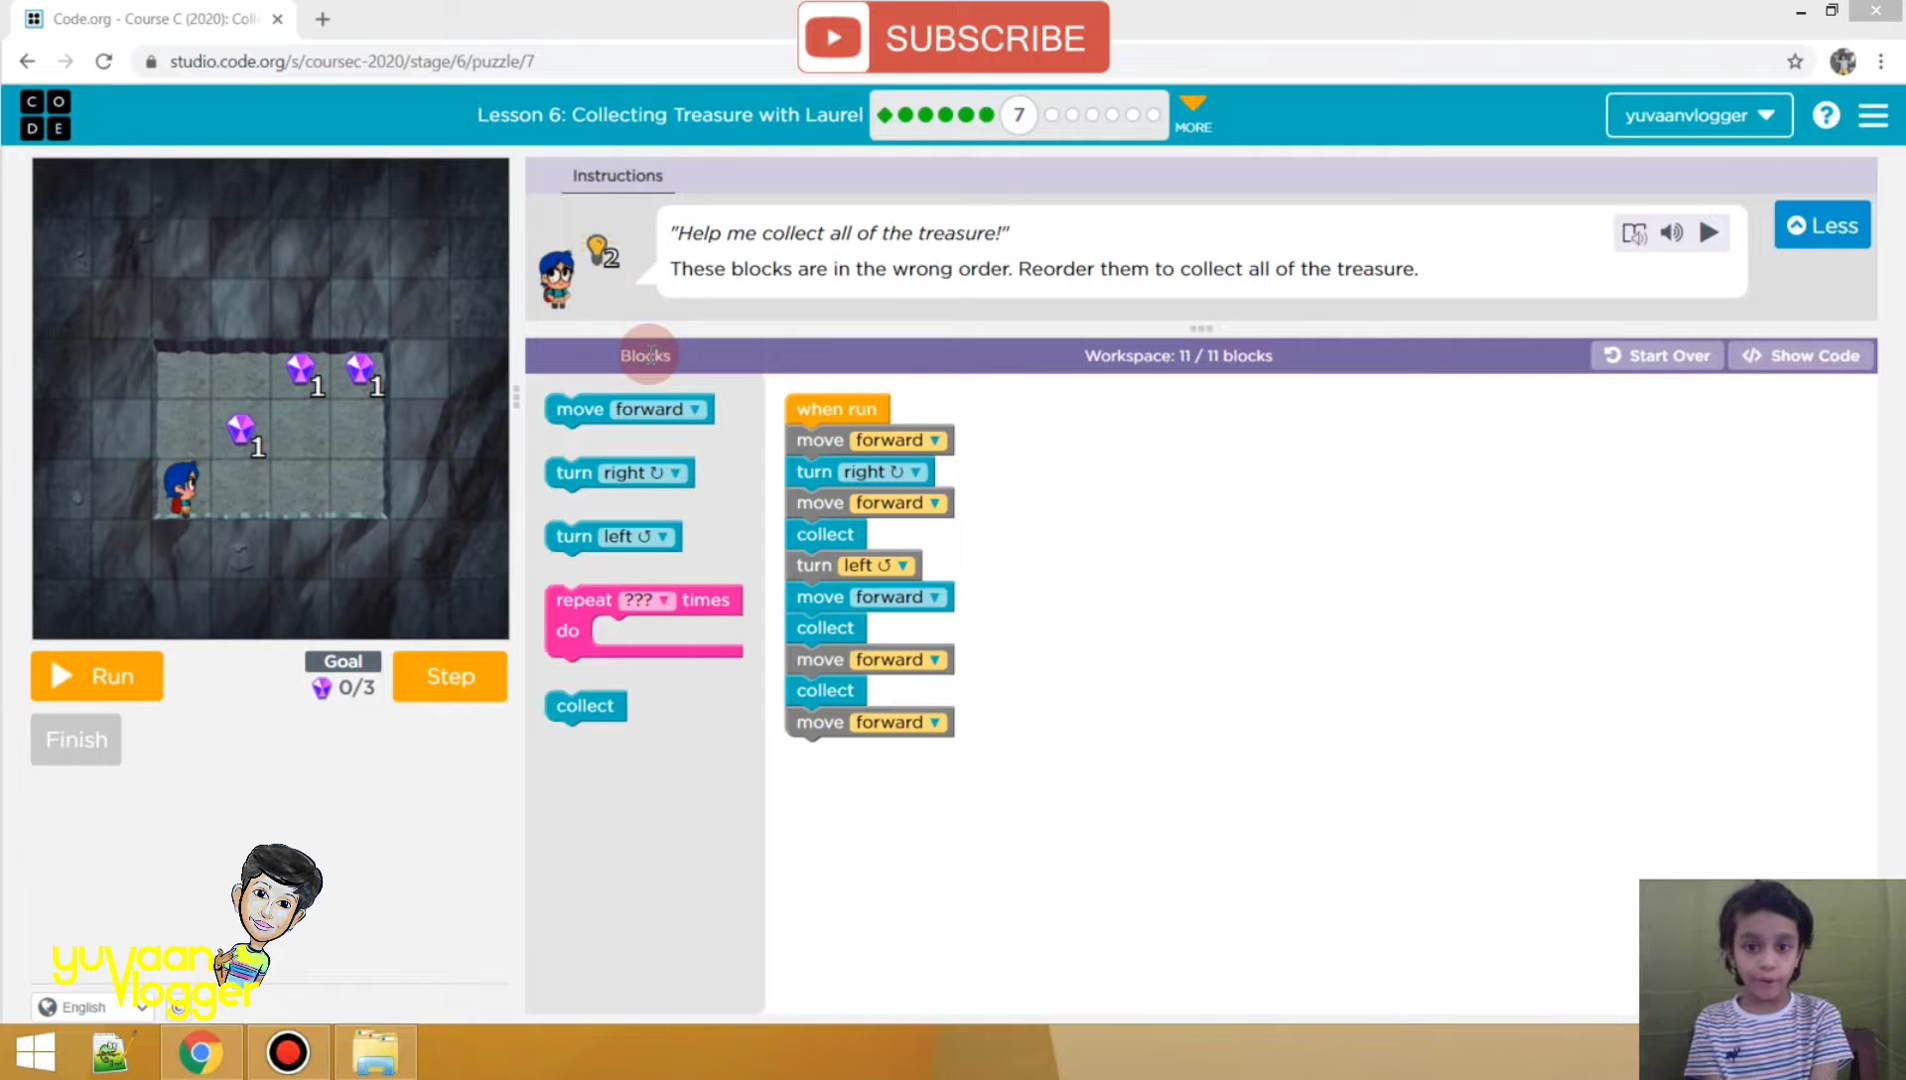 Code.org - Course C (2020): Coll
SUBSCRIBE
studio.code.org/s/coursec-2020/stage/6/puzzle/7
C O
D E
Lesson 6: Collecting Treasure with Laurel
7
MORE
yuvaanvlogger
?
Instructions
2
"Help me collect all of the treasure!"
These blocks are in the wrong order. Reorder them to collect all of the treasure.
Less
1
1
1
Run
Goal
0/3
Step
Finish
Blocks
Workspace: 11 / 11 blocks
Start Over
Show Code
move forward
turn right
turn left
repeat ??? times
do
collect
when run
move forward
turn right
move forward
collect
turn left
move forward
collect
move forward
collect
move forward
yuVaan
Vlogger
English